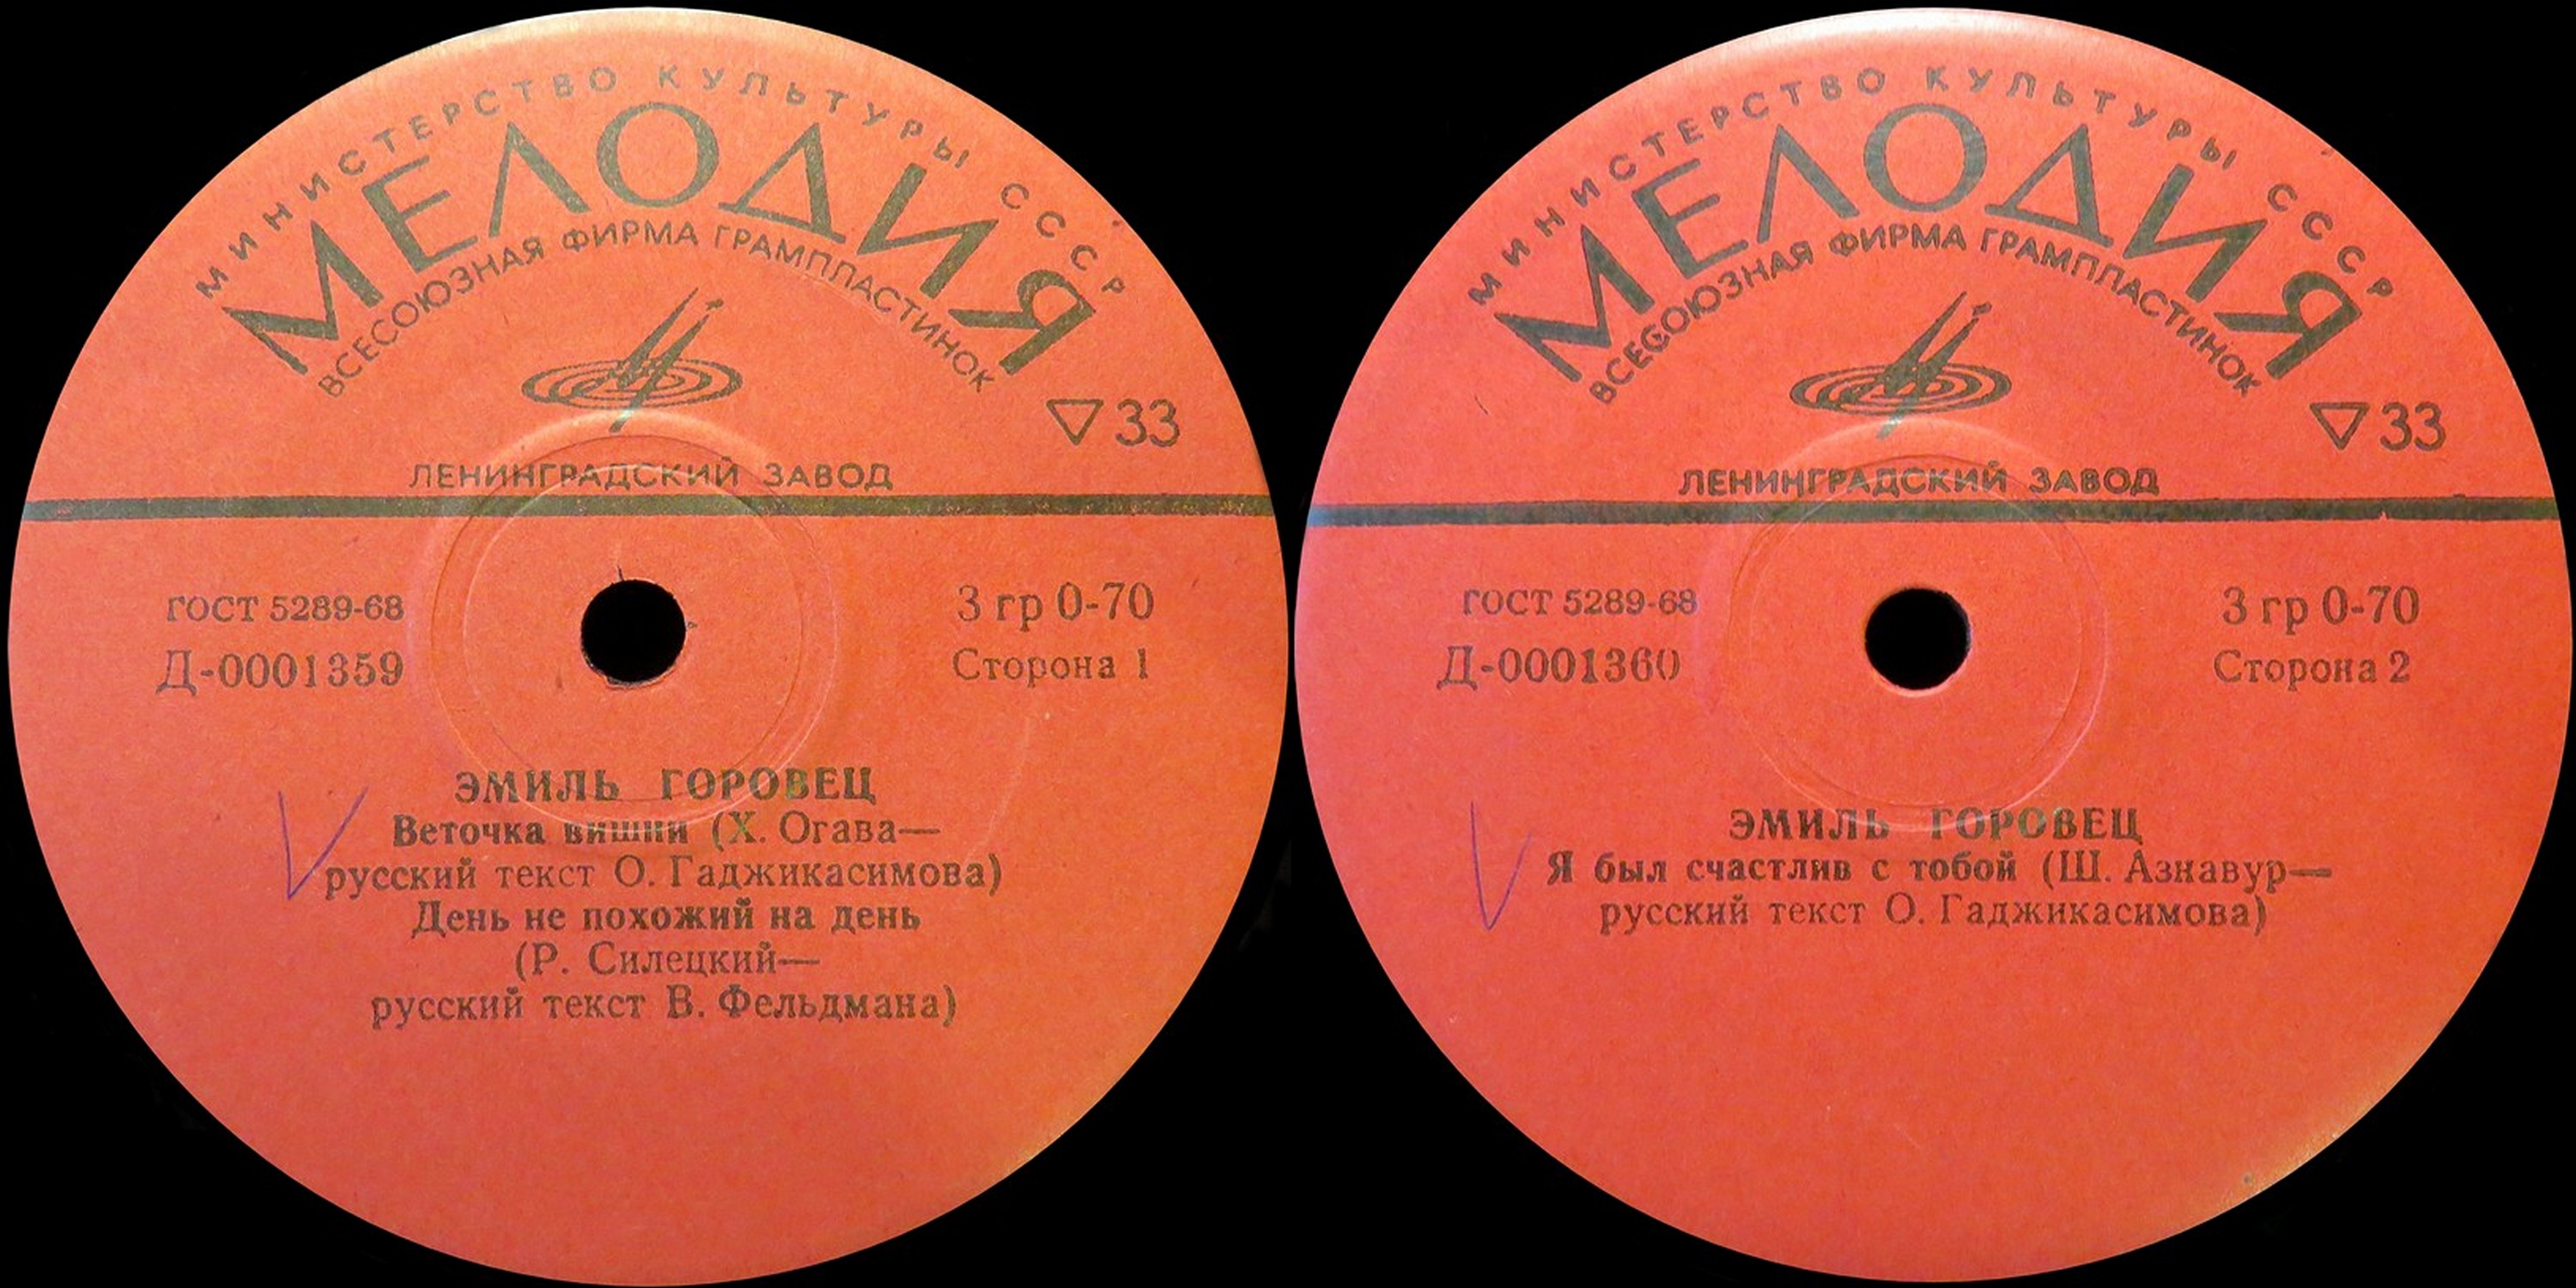 МИНИСТЕРСТВО КУЛЬТУРЫ СССР
МЕЛОДИЯ
ВСЕСОЮЗНАЯ ФИРМА ГРАМПЛАСТИНОК
33
ЛЕНИНГРАДСКИЙ ЗАВОД
ГОСТ 5289-68
3 гр 0-70
Д-0001359
Сторона 1
ЭМИЛЬ ГОРОВЕЦ
Веточка вишни (Х. Огава—
русский текст О. Гаджикасимова)
День не похожий на день
(Р. Силецкий—
русский текст В. Фельдмана)
МИНИСТЕРСТВО КУЛЬТУРЫ СССР
МЕЛОДИЯ
ВСЕСОЮЗНАЯ ФИРМА ГРАМПЛАСТИНОК
33
ЛЕНИНГРАДСКИЙ ЗАВОД
ГОСТ 5289-68
3 гр 0-70
Д-0001360
Сторона 2
ЭМИЛЬ ГОРОВЕЦ
Я был счастлив с тобой (Ш. Азнавур—
русский текст О. Гаджикасимова)